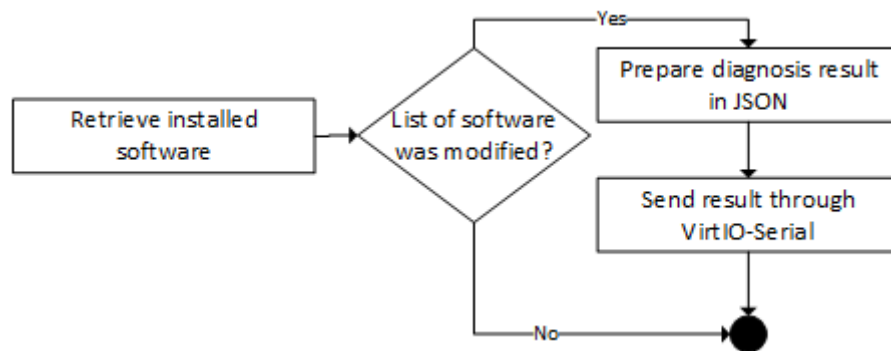 Yes
Prepare diagnosis result
in JSON
Retrieve installed
software
List of software
was modified?
Send result through
VirtIO-Serial
No